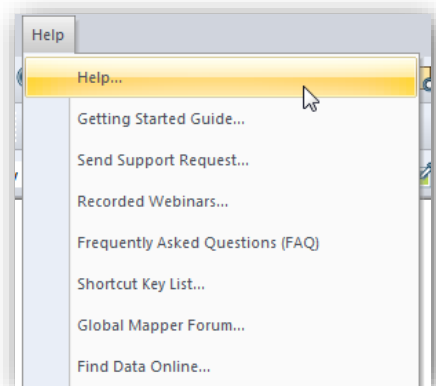 Help
Help...
Getting Started Guide...
Send Support Request...
Recorded Webinars...
Frequently Asked Questions (FAQ)
Shortcut Key List...
Global Mapper Forum...
Find Data Online...